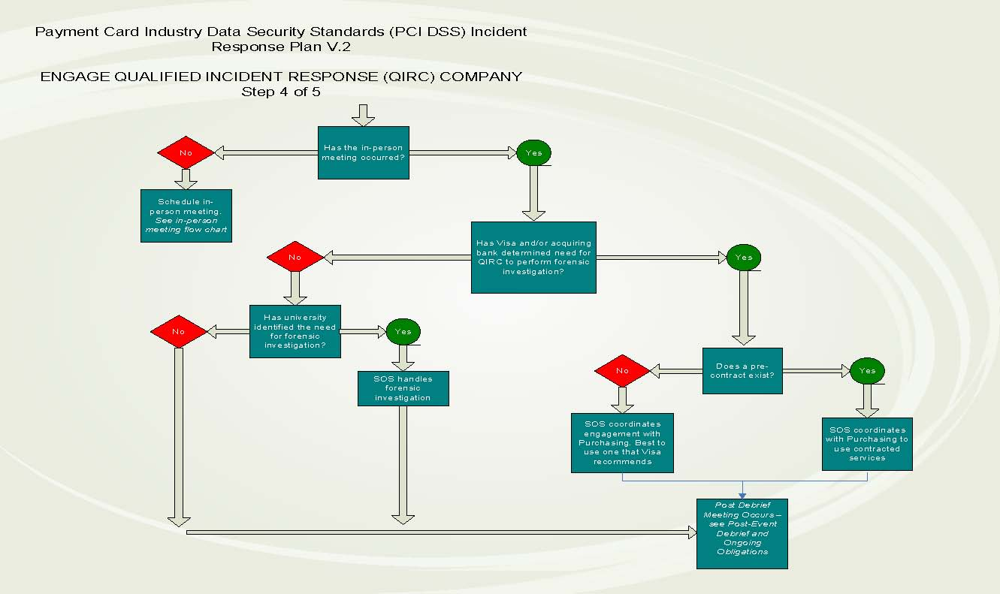 Payment Card Industry Data Security Standards (PCI DSS) Incident
Response Plan V.2
ENGAGE QUALIFIED INCIDENT RESPONSE (QIRC) COMPANY
Step 4 of 5
Has the in-person
meeting occurred?
No
Yes
Schedule in-
person meeting.
See in-person
meeting flow chart
Has Visa and/or acquiring
bank determined need for
QIRC to perform forensic
investigation?
No
Yes
Has university
identified the need
for forensic
investigation?
No
Yes
SOS handles
forensic
investigation
Does a pre-
contract exist?
No
Yes
SOS coordinates
engagement with
Purchasing. Best to
use one that Visa
recommends
SOS coordinates
with Purchasing to
use contracted
services
Post Debrief
Meeting Occurs –
see Post-Event
Debrief and
Ongoing
Obligations